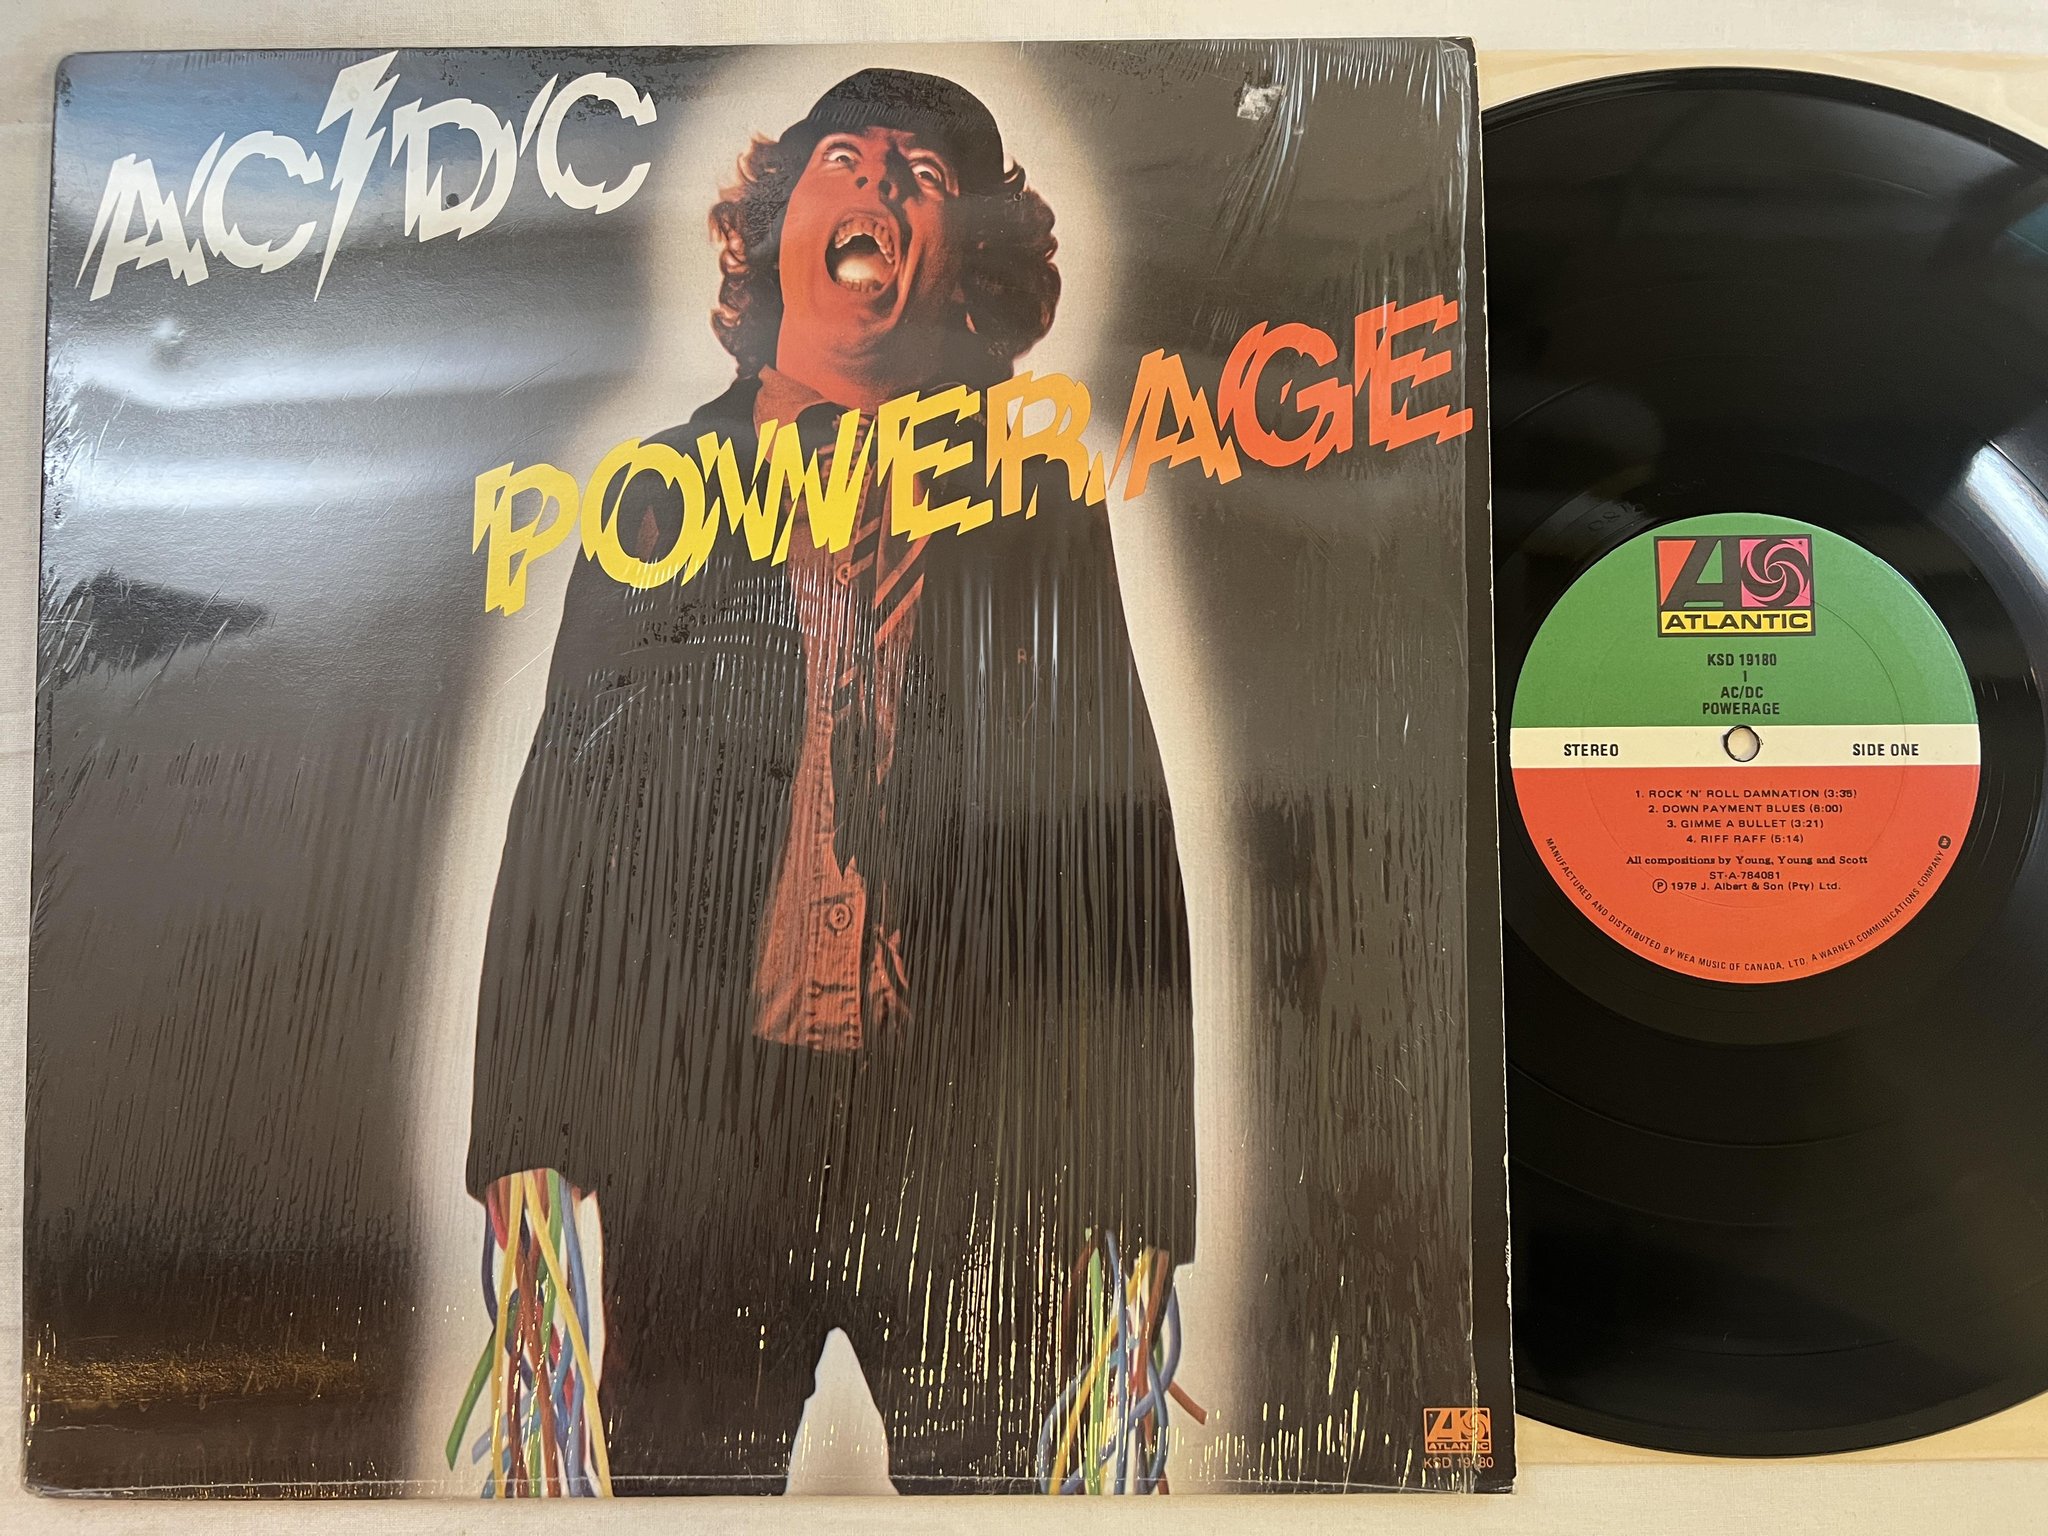 AC/DC
POWERAGE
ATLANTIC
KSD 19180
ATLANTIC
KSD 19180
1
AC/DC
POWERAGE
STEREO
SIDE ONE
1. ROCK 'N' ROLL DAMNATION (3:35)
2. DOWN PAYMENT BLUES (6:00)
3. GIMME A BULLET (3:21)
4. RIFF RAFF (5:14)
All compositions by Young, Young and Scott
ST-A-784081
Ⓟ 1978 J. Albert & Son (Pty) Ltd.
MANUFACTURED AND DISTRIBUTED BY WEA MUSIC OF CANADA, LTD. A WARNER COMMUNICATIONS COMPANY